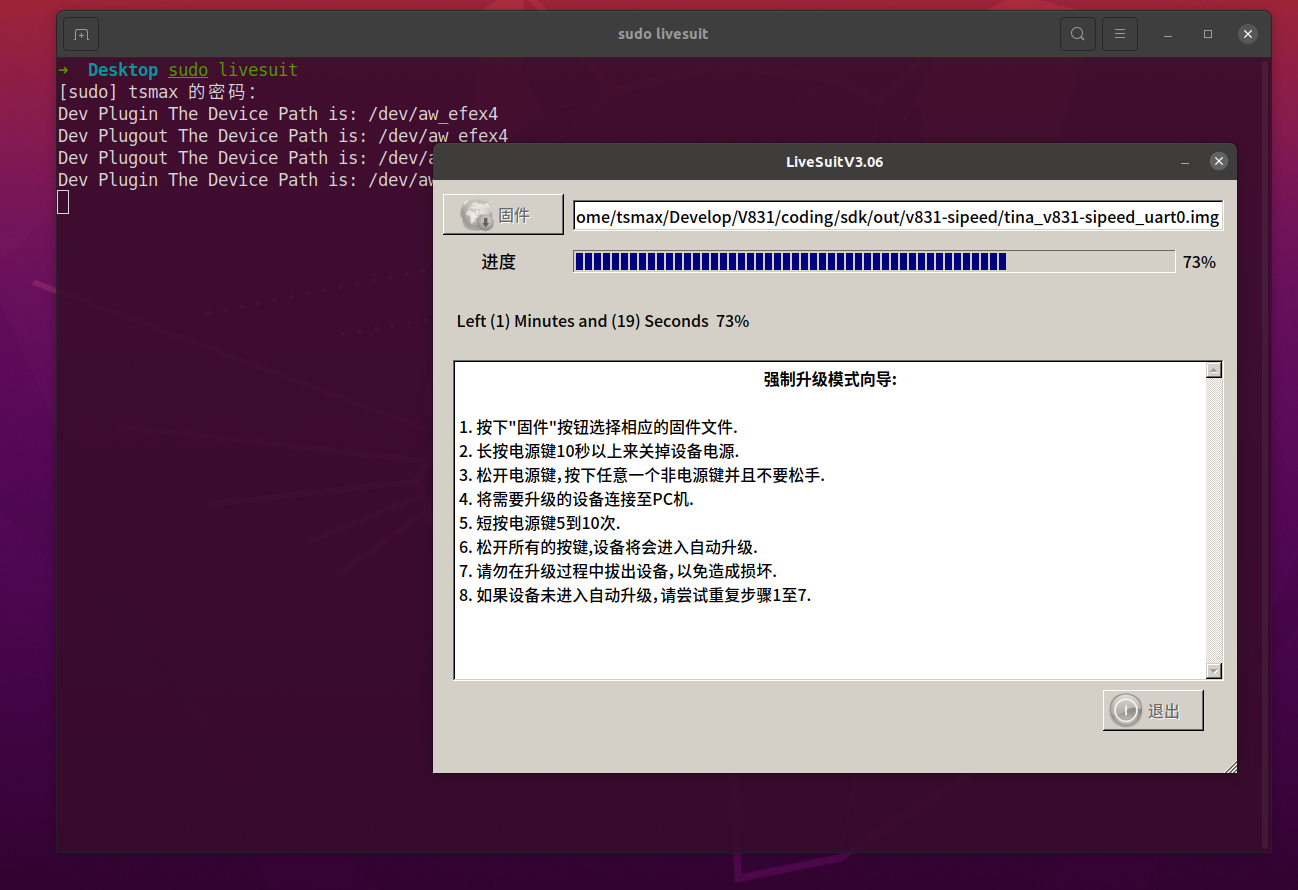 sudo livesuit
➜ Desktop sudo livesuit
[sudo] tsmax 的密码：
Dev Plugin The Device Path is: /dev/aw_efex4
Dev Plugout The Device Path is: /dev/aw_efex4
Dev Plugout The Device Path is: /dev/
Dev Plugin The Device Path is: /dev/aw
LiveSuitV3.06
固件
ome/tsmax/Develop/V831/coding/sdk/out/v831-sipeed/tina_v831-sipeed_uart0.img
进度
73%
Left (1) Minutes and (19) Seconds 73%
强制升级模式向导:
1. 按下"固件"按钮选择相应的固件文件.
2. 长按电源键10秒以上来关掉设备电源.
3. 松开电源键,按下任意一个非电源键并且不要松手.
4. 将需要升级的设备连接至PC机.
5. 短按电源键5到10次.
6. 松开所有的按键,设备将会进入自动升级.
7. 请勿在升级过程中拔出设备,以免造成损坏.
8. 如果设备未进入自动升级,请尝试重复步骤1至7.
退出